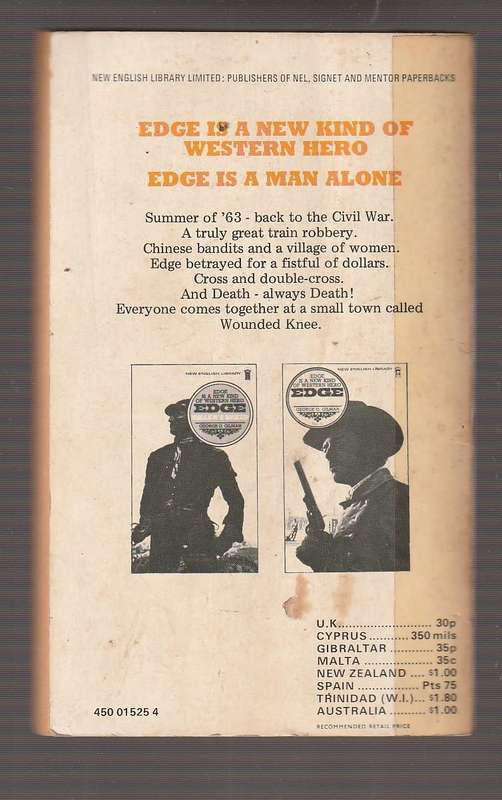 NEW ENGLISH LIBRARY LIMITED: PUBLISHERS OF NEL, SIGNET AND MENTOR PAPERBACKS
EDGE IS A NEW KIND OF
WESTERN HERO
EDGE IS A MAN ALONE
Summer of '63 - back to the Civil War.
A truly great train robbery.
Chinese bandits and a village of women.
Edge betrayed for a fistful of dollars.
Cross and double-cross.
And Death - always Death!
Everyone comes together at a small town called
Wounded Knee.
NEW ENGLISH LIBRARY
EDGE
IS A NEW KIND
OF WESTERN HERO
EDGE
GEORGE G. GILMAN
NEW ENGLISH LIBRARY
EDGE
IS A NEW KIND
OF WESTERN HERO
EDGE
GEORGE G. GILMAN
U.K. .......................... 30p
CYPRUS .......... 350 mils
GIBRALTAR ............ 35p
MALTA ................... 35c
NEW ZEALAND .... $1.00
SPAIN ................ Pts 75
TRINIDAD (W.I.)... $1.80
AUSTRALIA .......... $1.00
RECOMMENDED RETAIL PRICE
450 01525 4